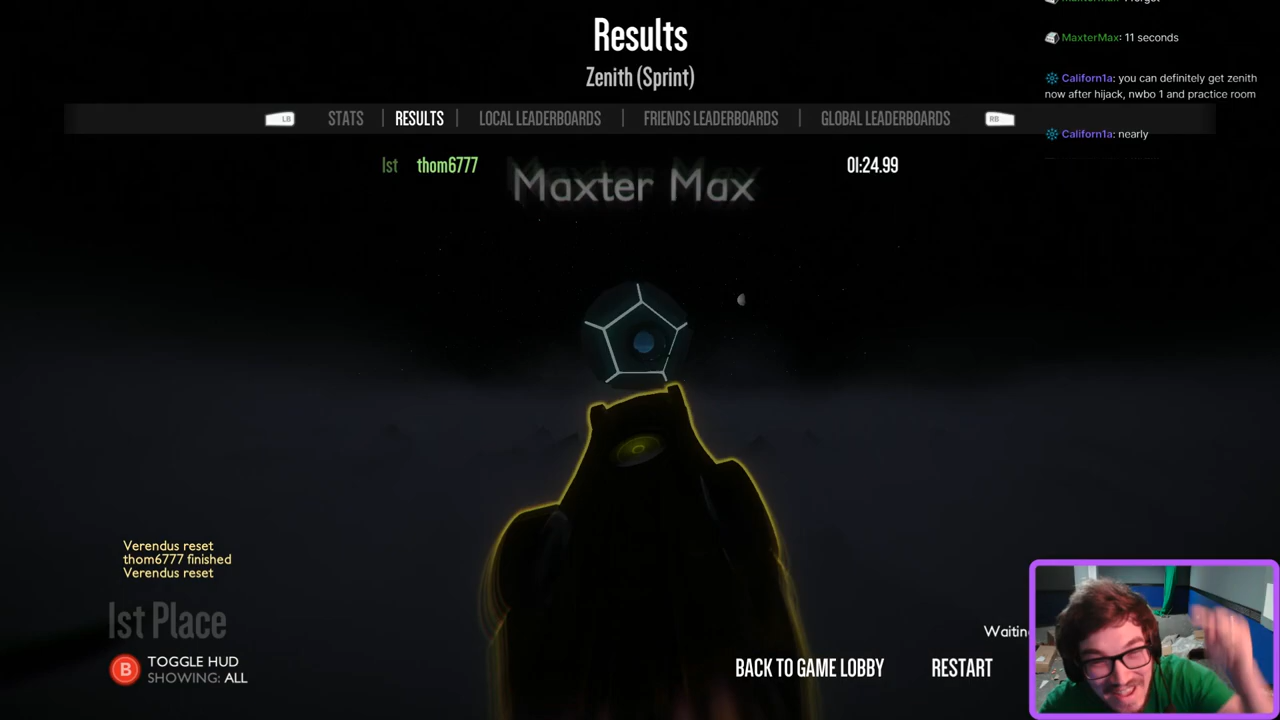 Results
Zenith (Sprint)
LB
STATS
RESULTS
LOCAL LEADERBOARDS
FRIENDS LEADERBOARDS
GLOBAL LEADERBOARDS
RB
1st thom6777 01:24.99
Maxter Max
MaxterMax: 11 seconds
Californ1a: you can definitely get zenith
now after hijack, nwbo 1 and practice room
Californ1a: nearly
Verendus reset
thom6777 finished
Verendus reset
1st Place
B
TOGGLE HUD
SHOWING: ALL
BACK TO GAME LOBBY
RESTART